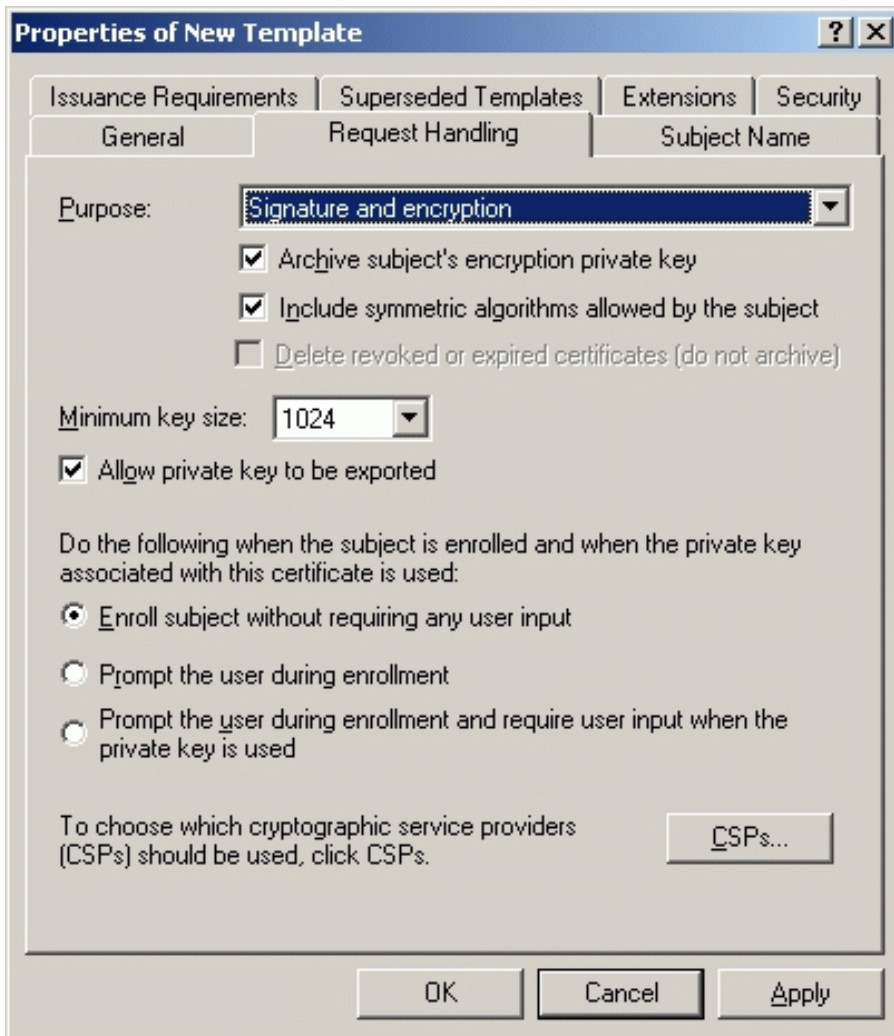 Properties of New Template
Issuance Requirements Superseded Templates Extensions Security
General Request Handling Subject Name
Purpose: Signature and encryption
Archive subject's encryption private key
Include symmetric algorithms allowed by the subject
Delete revoked or expired certificates (do not archive)
Minimum key size: 1024
Allow private key to be exported
Do the following when the subject is enrolled and when the private key
associated with this certificate is used:
Enroll subject without requiring any user input
Prompt the user during enrollment
Prompt the user during enrollment and require user input when the
private key is used
To choose which cryptographic service providers
(CSPs) should be used, click CSPs.
CSPs...
OK Cancel Apply